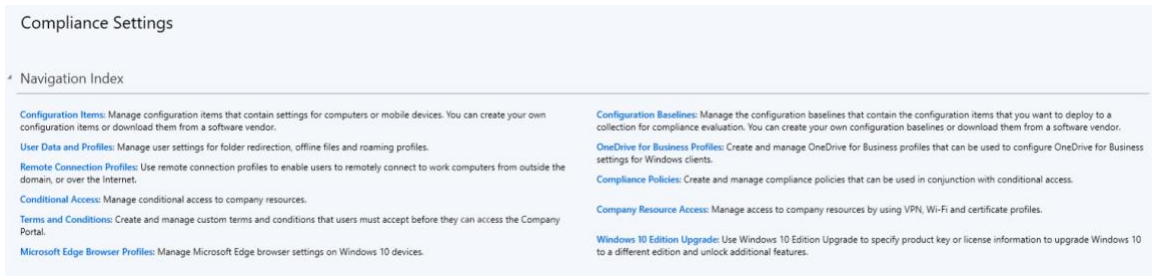 Compliance Settings
Navigation Index
Configuration Items: Manage configuration items that contain settings for computers or mobile devices. You can create your own
configuration items or download them from a software vendor.
User Data and Profiles: Manage user settings for folder redirection, offline files and roaming profiles.
Remote Connection Profiles: Use remote connection profiles to enable users to remotely connect to work computers from outside the
domain, or over the Internet.
Conditional Access: Manage conditional access to company resources.
Terms and Conditions: Create and manage custom terms and conditions that users must accept before they can access the Company
Portal.
Microsoft Edge Browser Profiles: Manage Microsoft Edge browser settings on Windows 10 devices.
Configuration Baselines: Manage the configuration baselines that contain the configuration items that you want to deploy to a
collection for compliance evaluation. You can create your own configuration baselines or download them from a software vendor.
OneDrive for Business Profiles: Create and manage OneDrive for Business profiles that can be used to configure OneDrive for Business
settings for Windows clients.
Compliance Policies: Create and manage compliance policies that can be used in conjunction with conditional access.
Company Resource Access: Manage access to company resources by using VPN, Wi-Fi and certificate profiles.
Windows 10 Edition Upgrade: Use Windows 10 Edition Upgrade to specify product key or license information to upgrade Windows 10
to a different edition and unlock additional features.